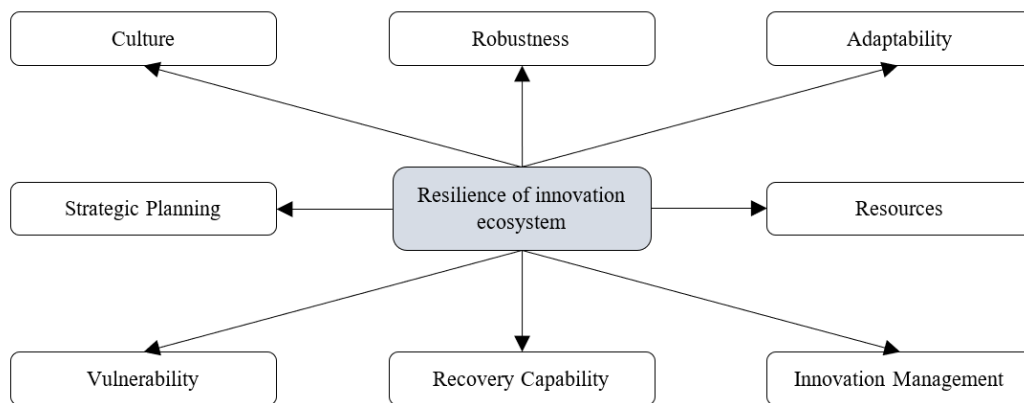 Culture
Robustness
Adaptability
Strategic Planning
Resilience of innovation
ecosystem
Resources
Vulnerability
Recovery Capability
Innovation Management